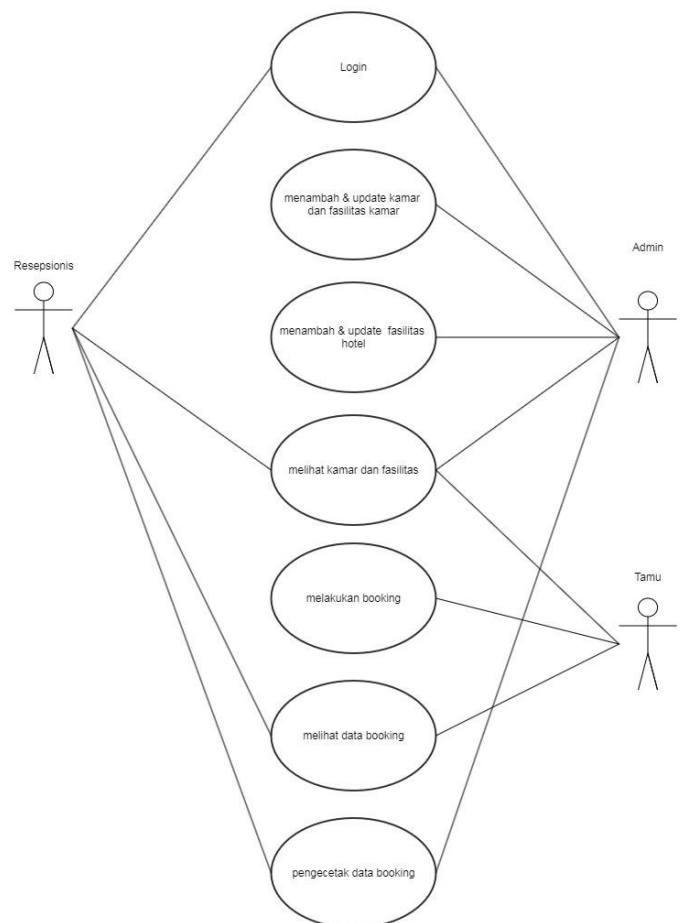 Login
menambah & update kamar
dan fasilitas kamar
Admin
Resepsionis
menambah & update fasilitas
hotel
melihat kamar dan fasilitas
Tamu
melakukan booking
melihat data booking
pengecetak data booking